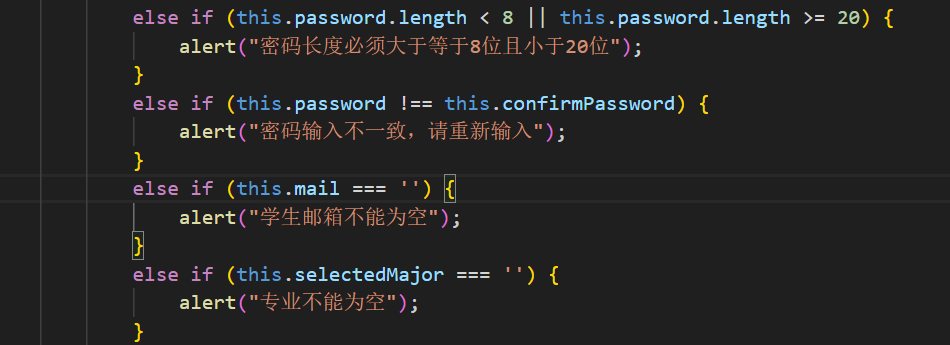 else if (this.password.length < 8 || this.password.length >= 20) {
alert("密码长度必须大于等于8位且小于20位");
}
else if (this.password !== this.confirmPassword) {
alert("密码输入不一致，请重新输入");
}
else if (this.mail === '') {
alert("学生邮箱不能为空");
}
else if (this.selectedMajor === '') {
alert("专业不能为空");
}